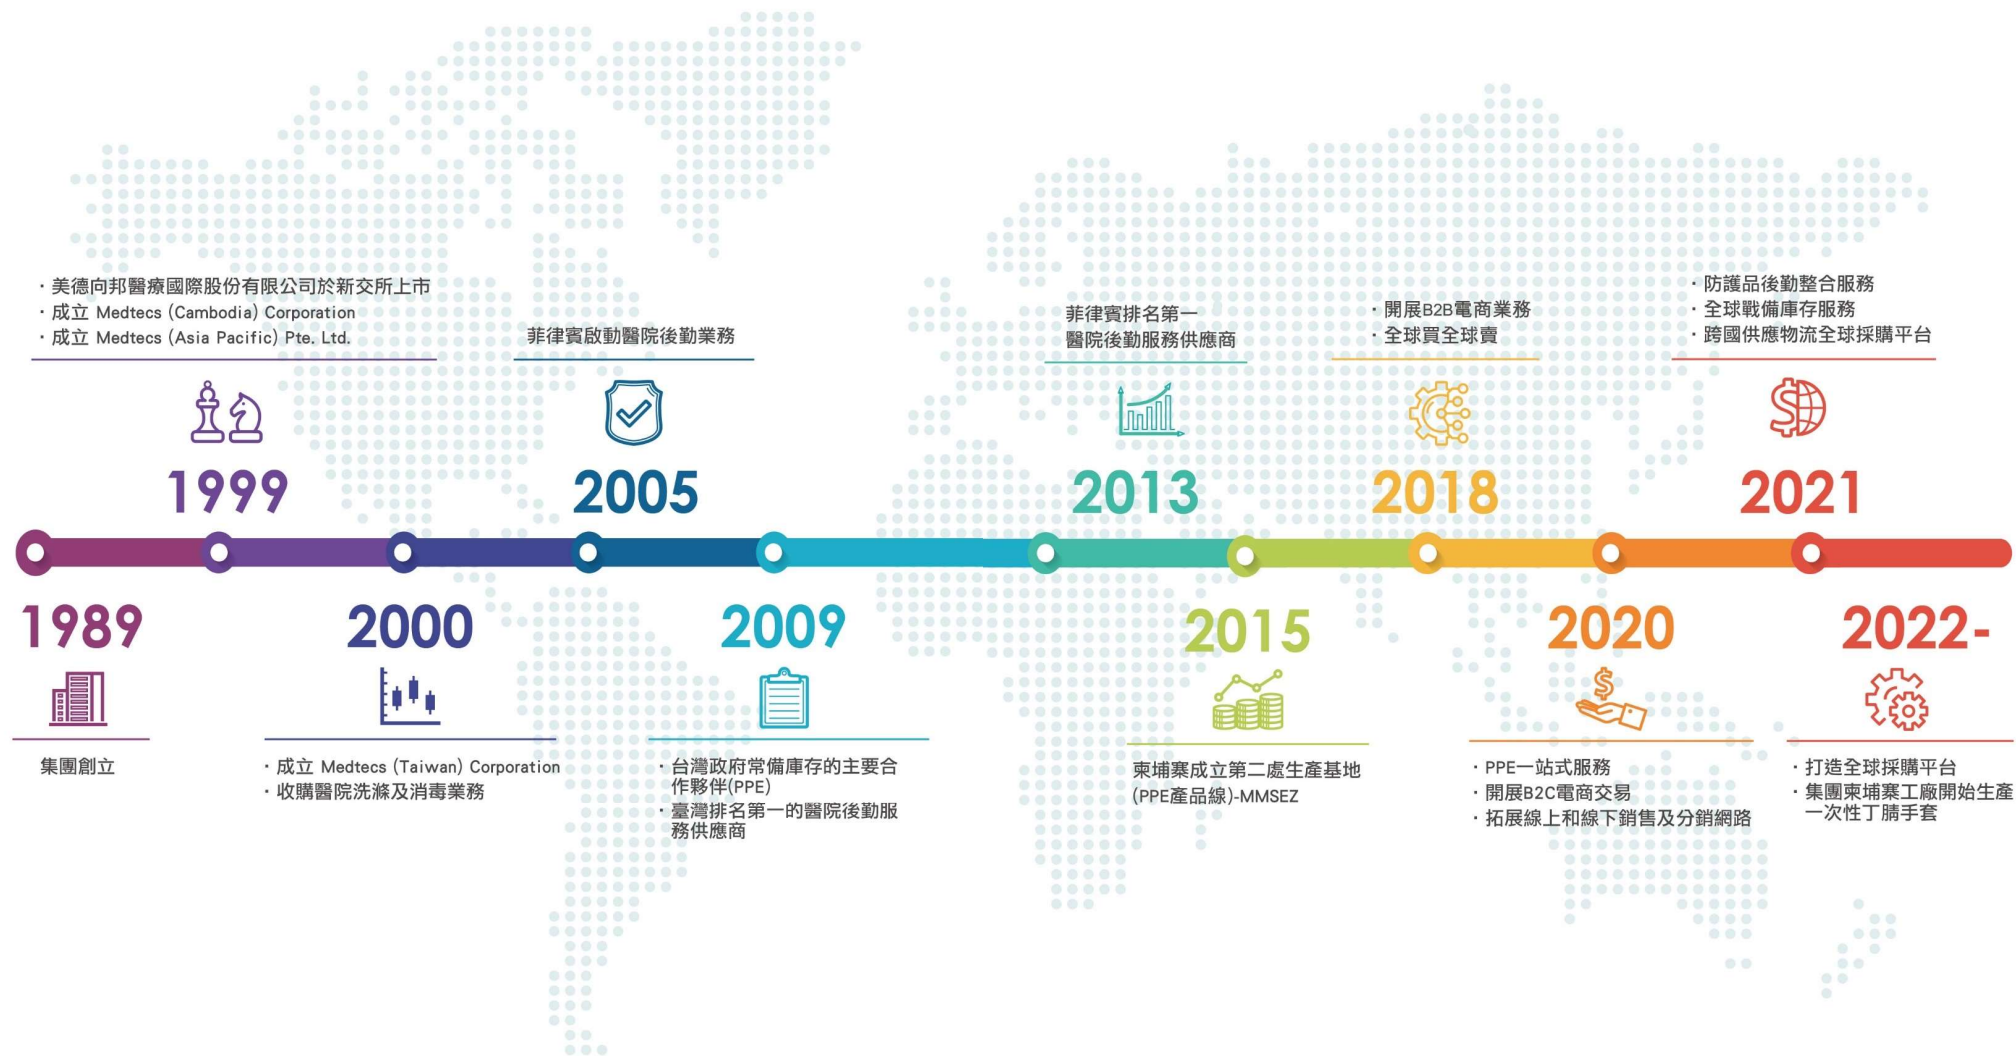 ・美德向邦醫療國際股份有限公司於新交所上市
・成立 Medtecs (Cambodia) Corporation
・成立 Medtecs (Asia Pacific) Pte. Ltd.
1999
菲律賓啟動醫院後勤業務
2005
菲律賓排名第一
醫院後勤服務供應商
2013
・開展B2B電商業務
・全球買全球賣
2018
・防護品後勤整合服務
・全球戰備庫存服務
・跨國供應物流全球採購平台
2021
1989
集團創立
2000
・成立 Medtecs (Taiwan) Corporation
・收購醫院洗滌及消毒業務
2009
・台灣政府常備庫存的主要合
作夥伴(PPE)
・臺灣排名第一的醫院後勤服
務供應商
2015
柬埔寨成立第二處生產基地
(PPE產品線)-MMSEZ
2020
・PPE一站式服務
・開展B2C電商交易
・拓展線上和線下銷售及分銷網路
2022-
・打造全球採購平台
・集團柬埔寨工廠開始生產
一次性丁腈手套